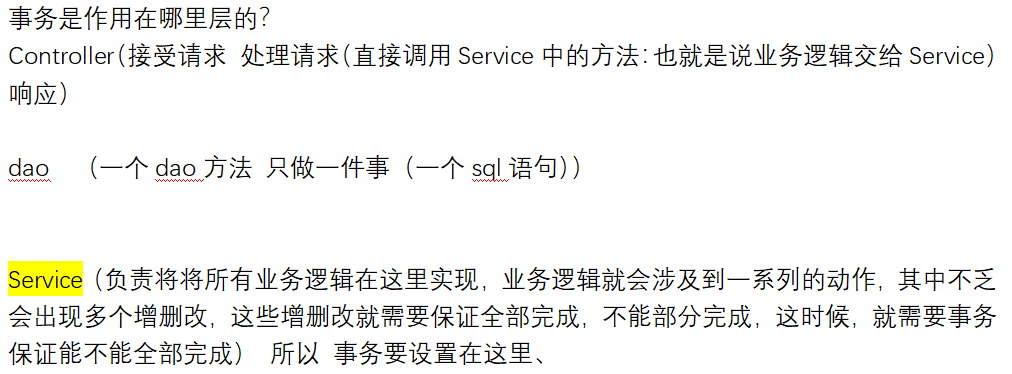 事务是作用在哪里层的?
Controller(接受请求 处理请求(直接调用 Service 中的方法:也就是说业务逻辑交给 Service)
响应)
dao （一个 dao 方法 只做一件事（一个 sql 语句））
Service（负责将将所有业务逻辑在这里实现，业务逻辑就会涉及到一系列的动作，其中不乏
会出现多个增删改，这些增删改就需要保证全部完成，不能部分完成，这时候，就需要事务
保证能不能全部完成） 所以 事务要设置在这里、